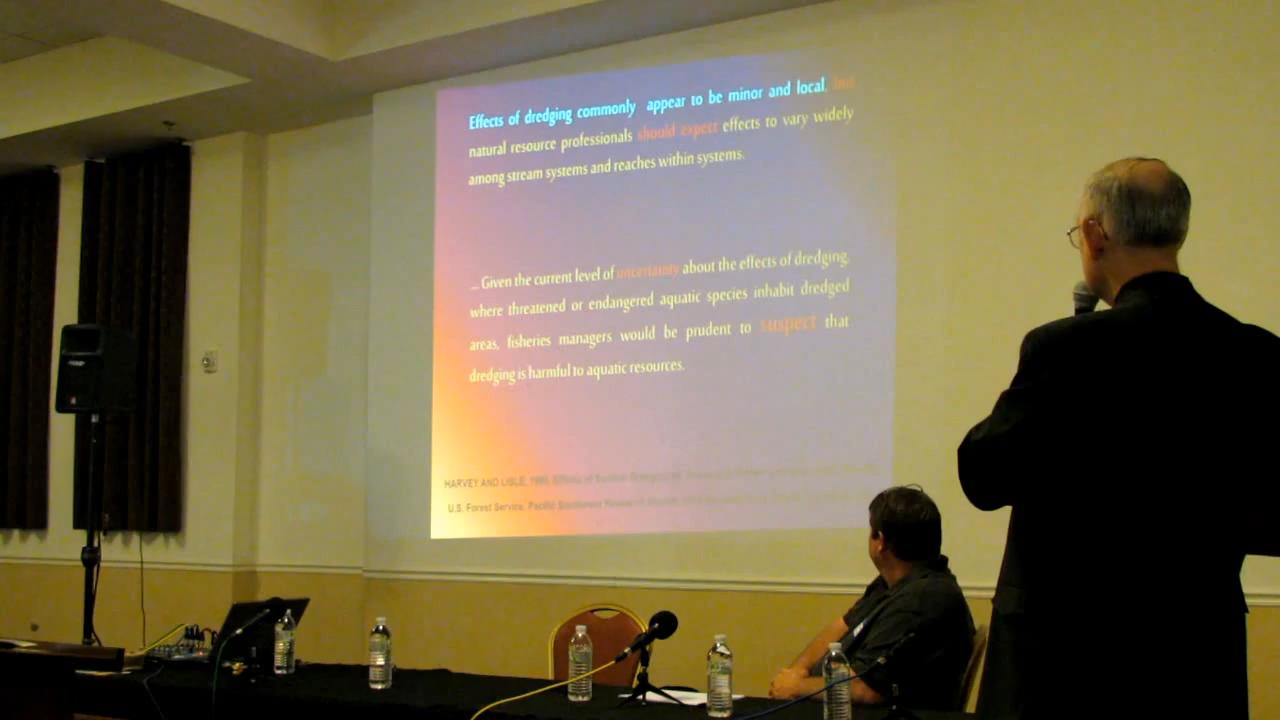 Effects of dredging commonly appear to be minor and local, but
natural resource professionals should expect effects to vary widely
among stream systems and reaches within systems.
... Given the current level of uncertainty about the effects of dredging,
where threatened or endangered aquatic species inhabit dredged
areas, fisheries managers would be prudent to suspect that
dredging is harmful to aquatic resources.
HARVEY AND LISLE, Effects of
U.S. Forest Service, Pacific Southwest Research